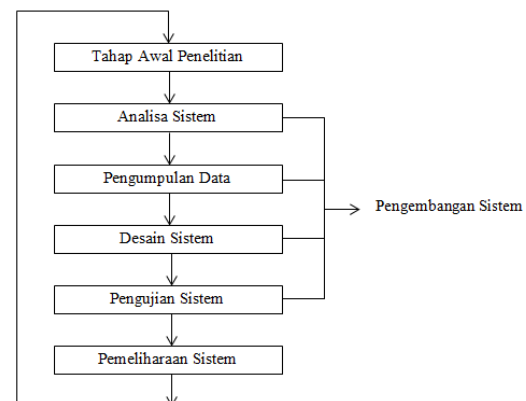 Tahap Awal Penelitian
Analisa Sistem
Pengumpulan Data
Pengembangan Sistem
Desain Sistem
Pengujian Sistem
Pemeliharaan Sistem